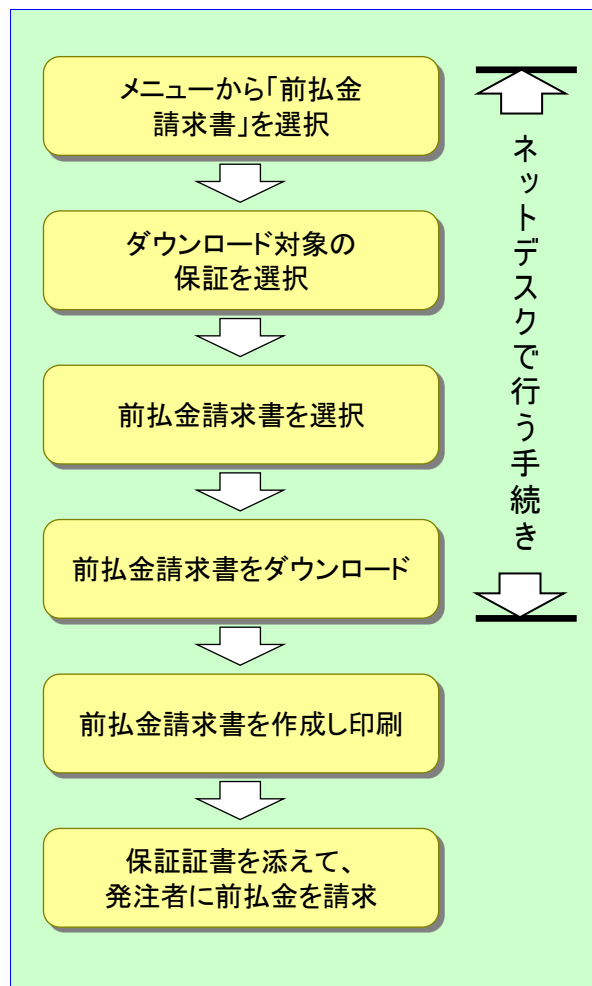 メニューから「前払金
請求書」を選択
ダウンロード対象の
保証を選択
前払金請求書を選択
前払金請求書をダウンロード
前払金請求書を作成し印刷
保証証書を添えて、
発注者に前払金を請求
ネットデスクで行う手続き